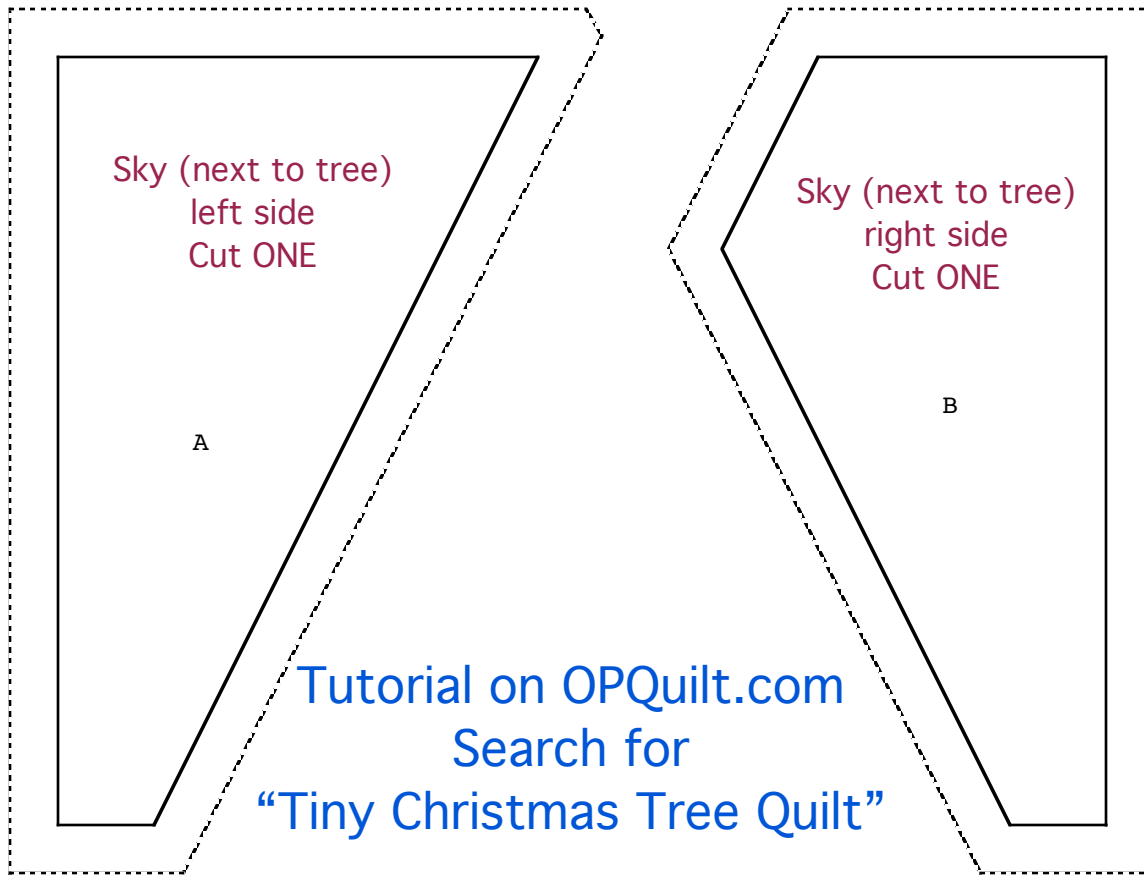 Sky (next to tree)
left side
Cut ONE
A
Sky (next to tree)
right side
Cut ONE
B
Tutorial on OPQuilt.com
Search for
“Tiny Christmas Tree Quilt”